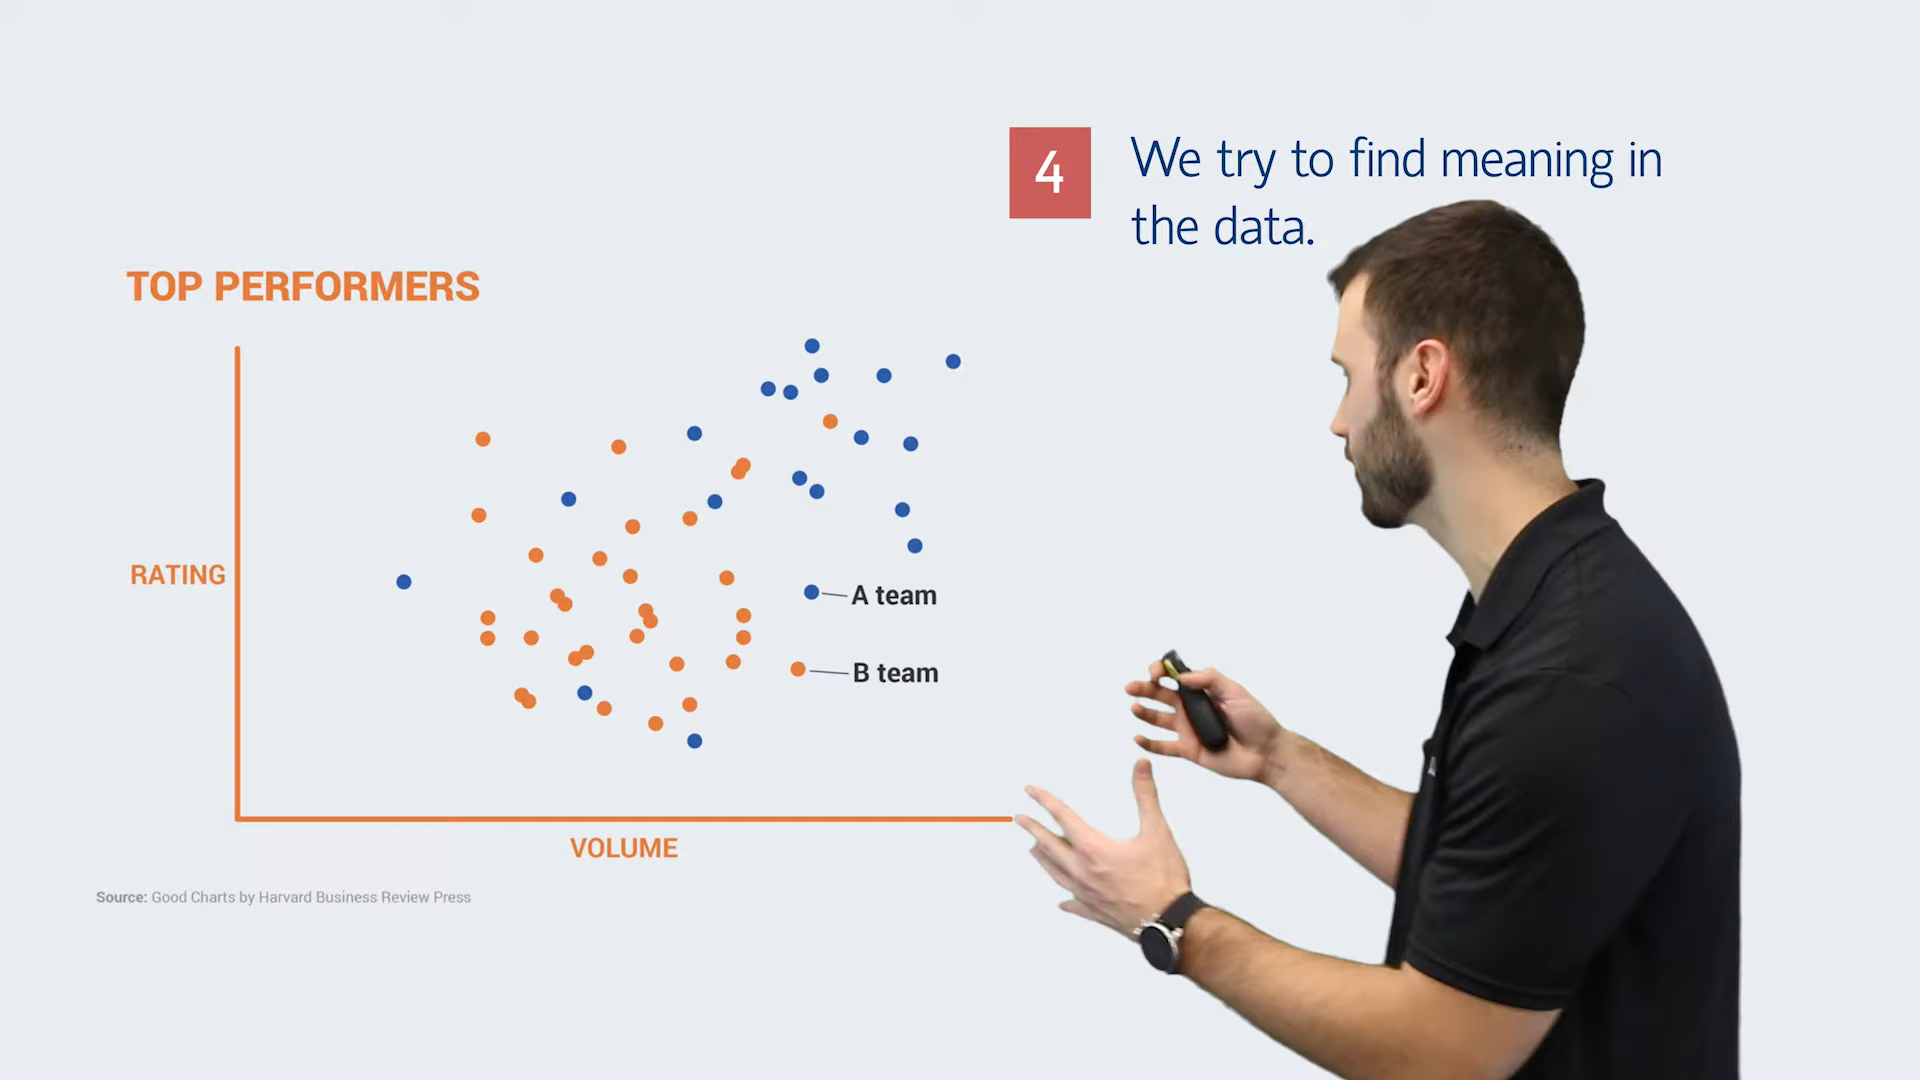 4
We try to find meaning in
the data.
TOP PERFORMERS
RATING
A team
B team
VOLUME
Source: Good Charts by Harvard Business Review Press